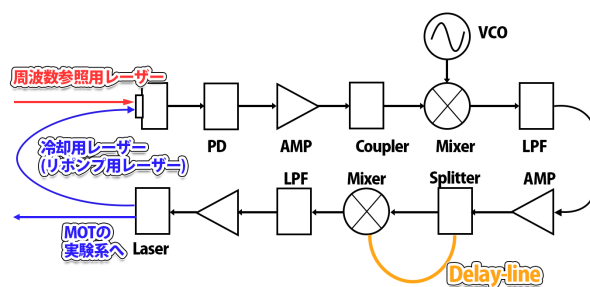 VCO
周波数参照用レーザー
PD
AMP
Coupler
Mixer
LPF
冷却用レーザー
(リポンプ用レーザー)
LPF
Mixer
Splitter
AMP
MOTの
実験系へ
Laser
Delay-line